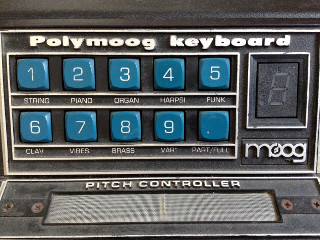 Polymoog keyboard
1 2 3 4 5
STRING PIANO ORGAN HARPSI FUNK
6 7 8 9 .
CLAV VIBES BRASS VAR* PART/FULL
moog
PITCH CONTROLLER